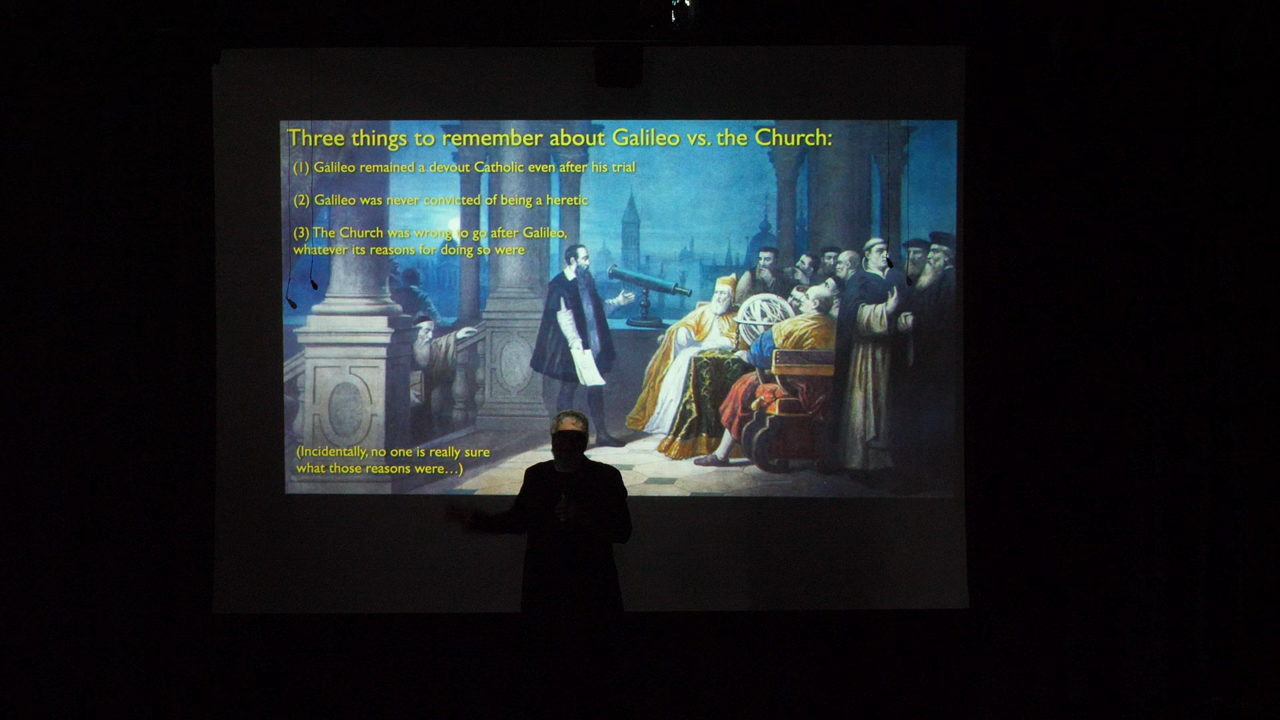 Three things to remember about Galileo vs. the Church:
(1) Galileo remained a devout Catholic even after his trial
(2) Galileo was never convicted of being a heretic
(3) The Church was wrong to go after Galileo,
whatever its reasons for doing so were
(Incidentally, no one is really sure
what those reasons were...)